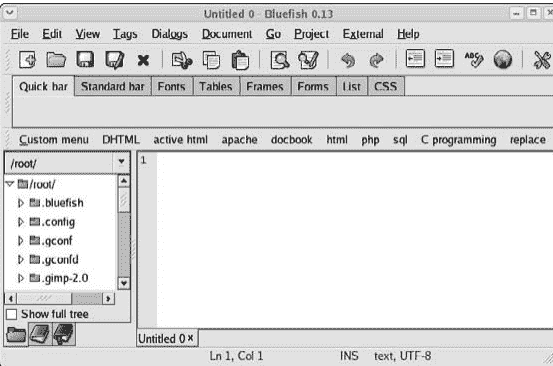 Untitled 0 - Bluefish 0.13
File Edit View Tags Dialogs Document Go Project External Help
Quick bar Standard bar Fonts Tables Frames Forms List CSS
Custom menu DHTML active html apache docbook html php sql C programming replace
/root/
1
/root/
.bluefish
.config
.gconf
.gconfd
.gimp-2.0
Show full tree
Untitled 0 x
Ln 1, Col 1 INS text, UTF-8